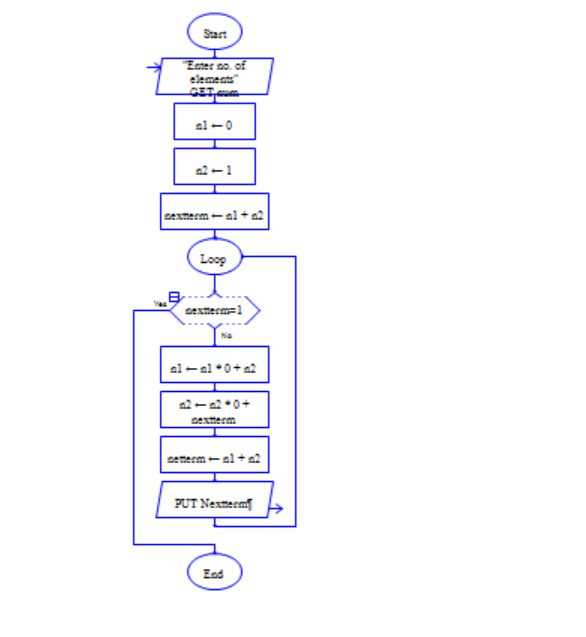 Start
"Enter no. of
elements"
GET num
n1 ← 0
n2 ← 1
nextterm ← n1 + n2
Loop
Yes
nextterm=1
No
n1 ← n1 * 0 + n2
n2 ← n2 * 0 +
nextterm
netterm ← n1 + n2
PUT Nextterm¶
End